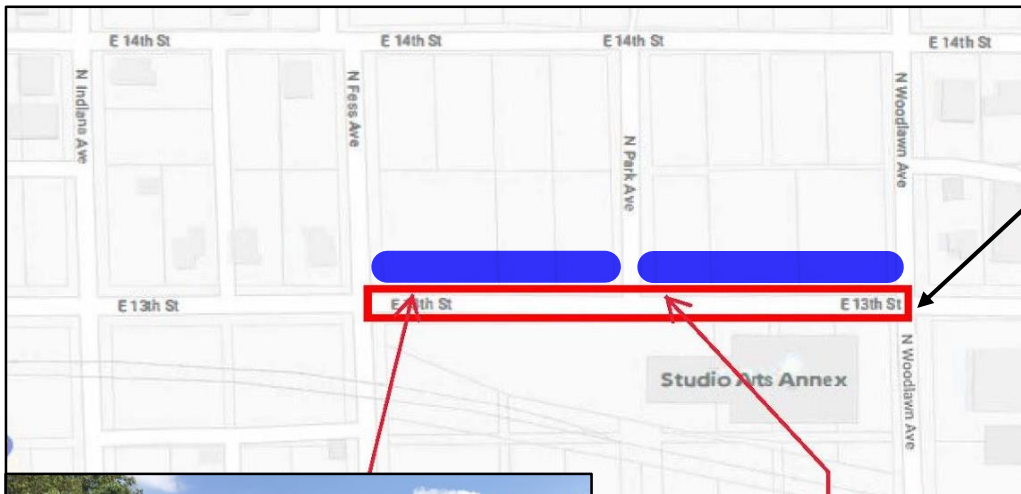 E 14th St
E 14th St
E 14th St
E 14th St
N Indiana Ave
N Fess Ave
N Park Ave
N Woodlawn Ave
E 13th St
St
E 13th St
N Woodlawn Ave
Studio Arts Annex